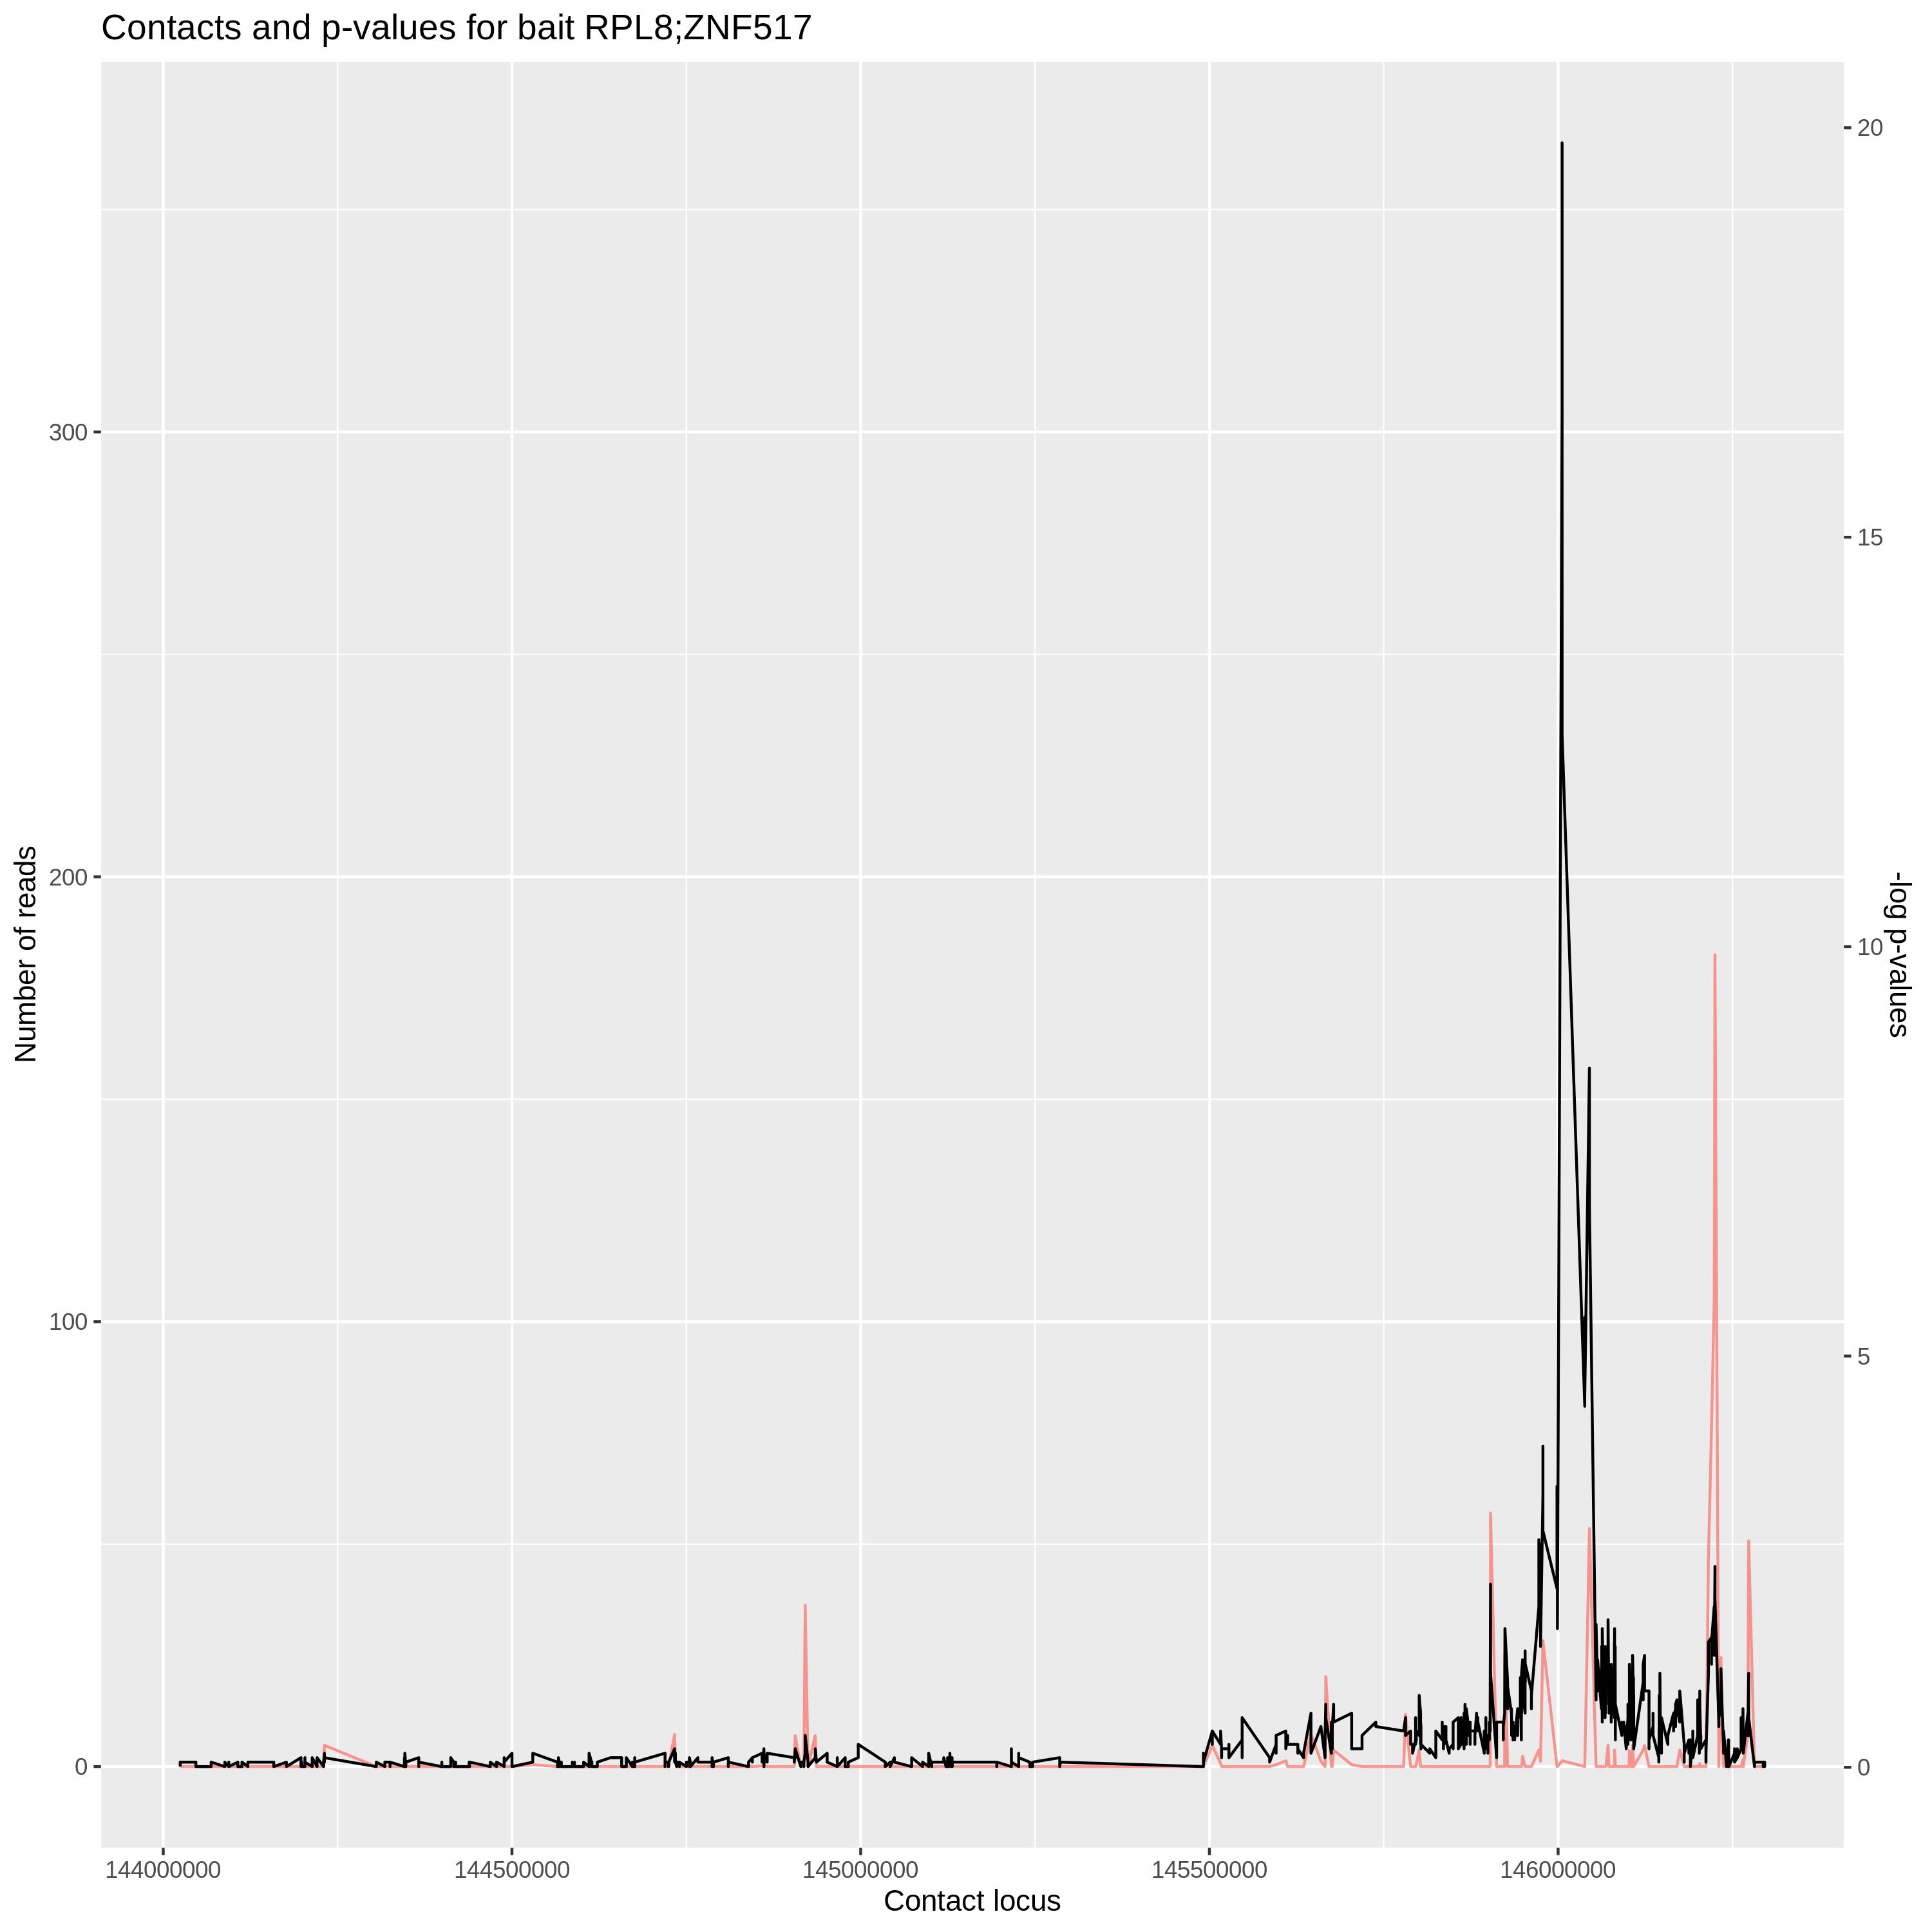 Contacts and p-values for bait RPL8;ZNF517
Number of reads
300
200
100
0
20
15
10
5
0
-log p-values
144000000 144500000 145000000 145500000 146000000
Contact locus